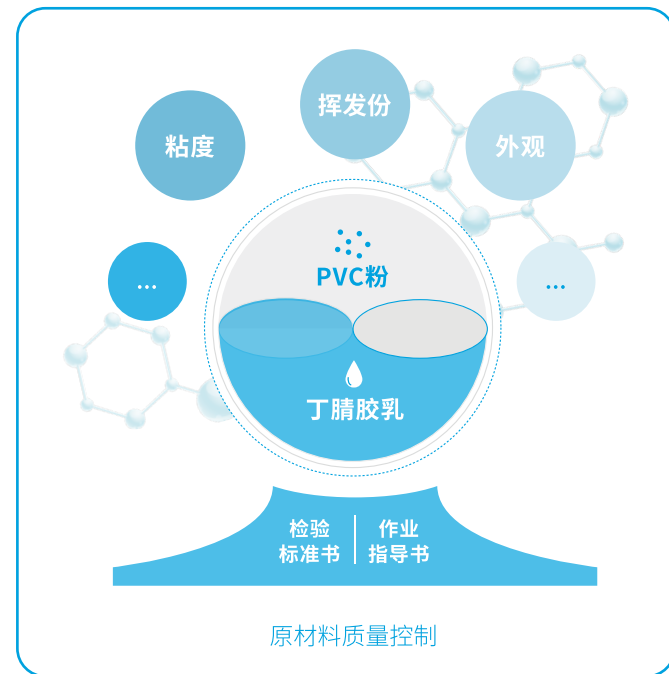 挥发份
粘度
外观
...
PVC粉
...
丁腈胶乳
检验
标准书
作业
指导书
原材料质量控制